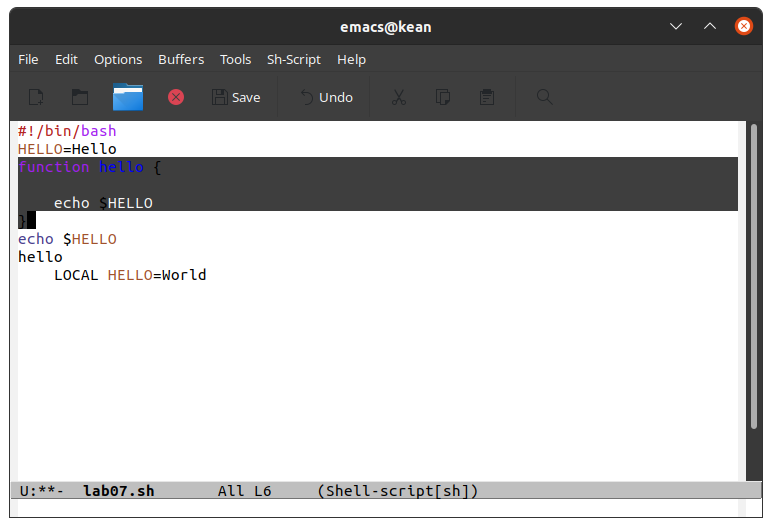 emacs@kean
File Edit Options Buffers Tools Sh-Script Help
Save Undo
#!/bin/bash
HELLO=Hello
function hello {
    echo $HELLO
}
echo $HELLO
hello
    LOCAL HELLO=World
U:**-  lab07.sh       All L6     (Shell-script[sh])